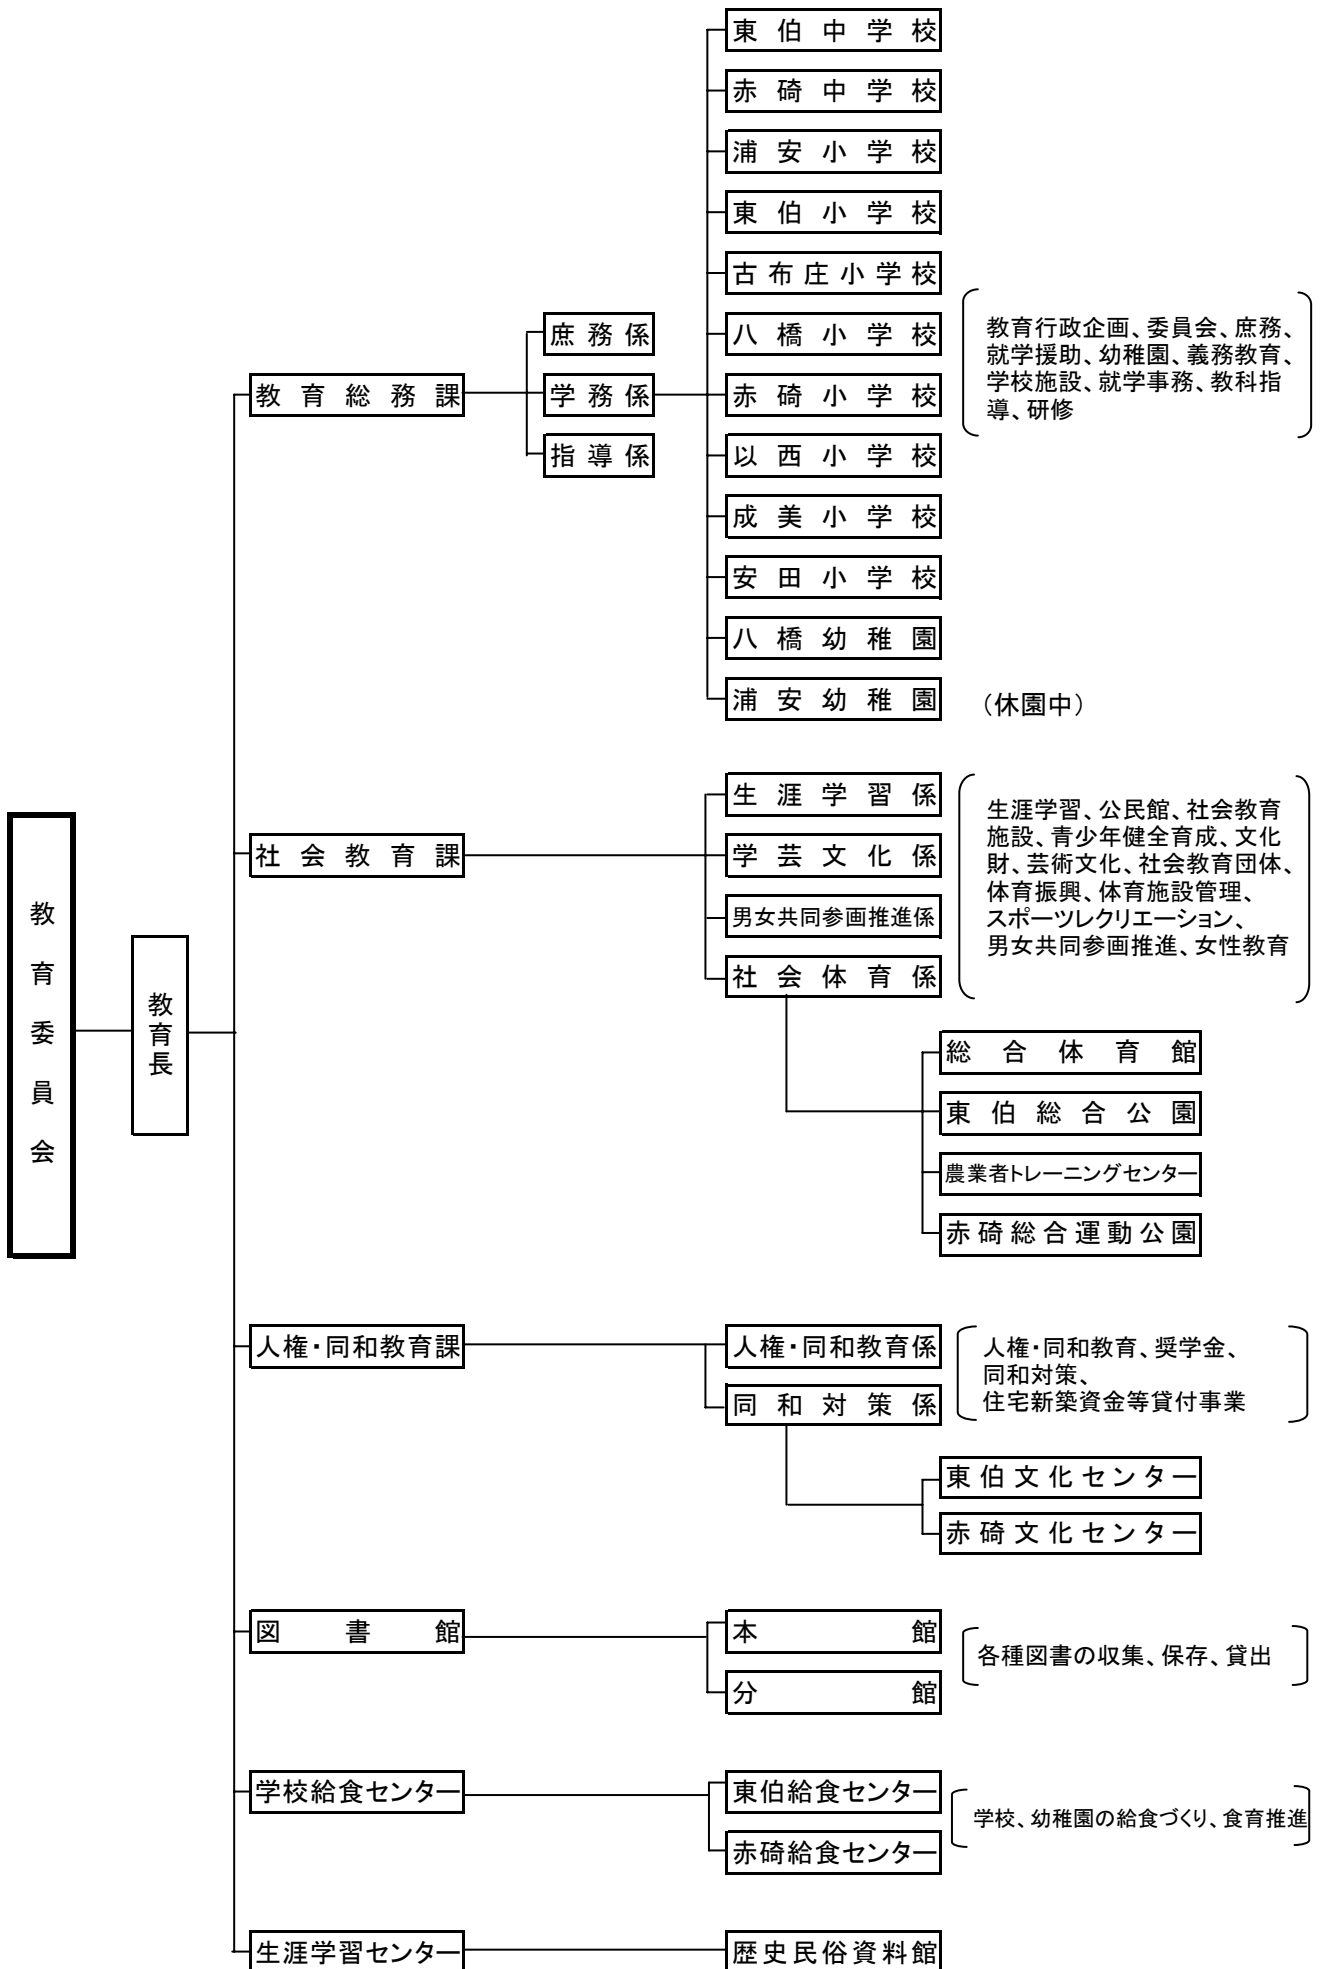 教育委員会
教育長
教育総務課
庶務係
学務係
指導係
東伯中学校
赤碕中学校
浦安小学校
東伯小学校
古布庄小学校
八橋小学校
赤碕小学校
以西小学校
成美小学校
安田小学校
八橋幼稚園
浦安幼稚園
（休園中）
教育行政企画、委員会、庶務、
就学援助、幼稚園、義務教育、
学校施設、就学事務、教科指
導、研修
社会教育課
生涯学習係
学芸文化係
男女共同参画推進係
社会体育係
生涯学習、公民館、社会教育
施設、青少年健全育成、文化
財、芸術文化、社会教育団体、
体育振興、体育施設管理、
スポーツレクリエーション、
男女共同参画推進、女性教育
総合体育館
東伯総合公園
農業者トレーニングセンター
赤碕総合運動公園
人権・同和教育課
人権・同和教育係
同和対策係
人権・同和教育、奨学金、
同和対策、
住宅新築資金等貸付事業
東伯文化センター
赤碕文化センター
図書館
本館
分館
各種図書の収集、保存、貸出
学校給食センター
東伯給食センター
赤碕給食センター
学校、幼稚園の給食づくり、食育推進
生涯学習センター
歴史民俗資料館